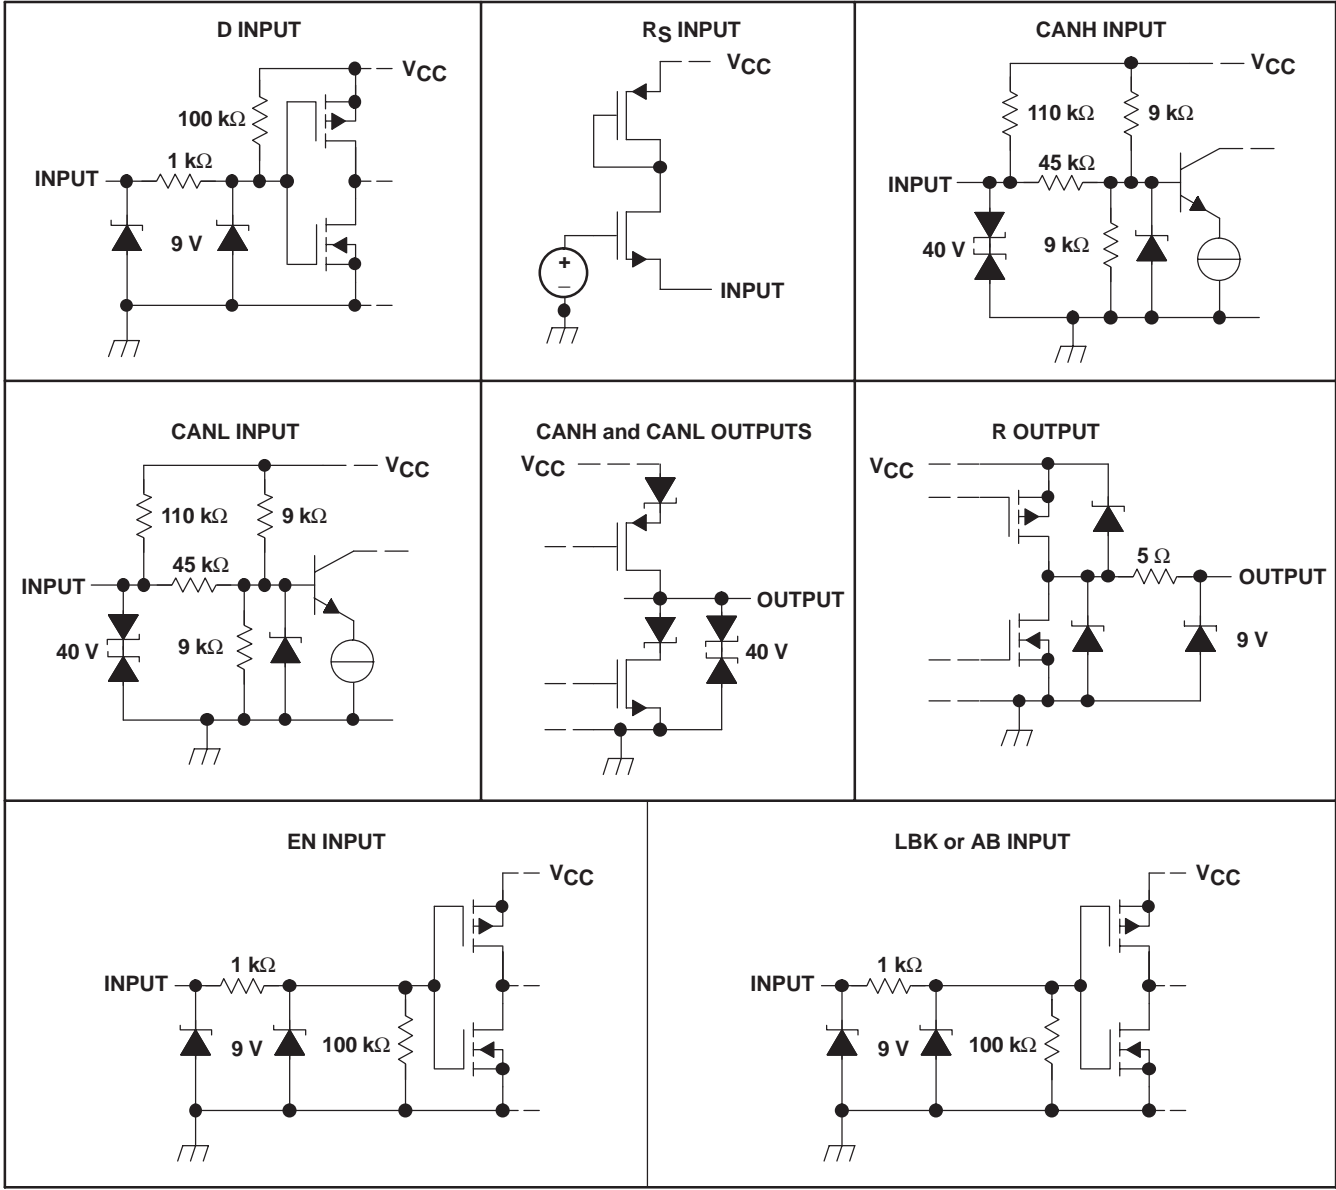 D INPUT
VCC
100 kΩ
1 kΩ
INPUT
9 V
RS INPUT
VCC
+
–
INPUT
CANH INPUT
VCC
110 kΩ
9 kΩ
45 kΩ
INPUT
40 V
9 kΩ
CANL INPUT
VCC
110 kΩ
9 kΩ
45 kΩ
INPUT
40 V
9 kΩ
CANH and CANL OUTPUTS
VCC
OUTPUT
40 V
R OUTPUT
VCC
5 Ω
OUTPUT
9 V
EN INPUT
VCC
1 kΩ
INPUT
9 V
100 kΩ
LBK or AB INPUT
VCC
1 kΩ
INPUT
9 V
100 kΩ